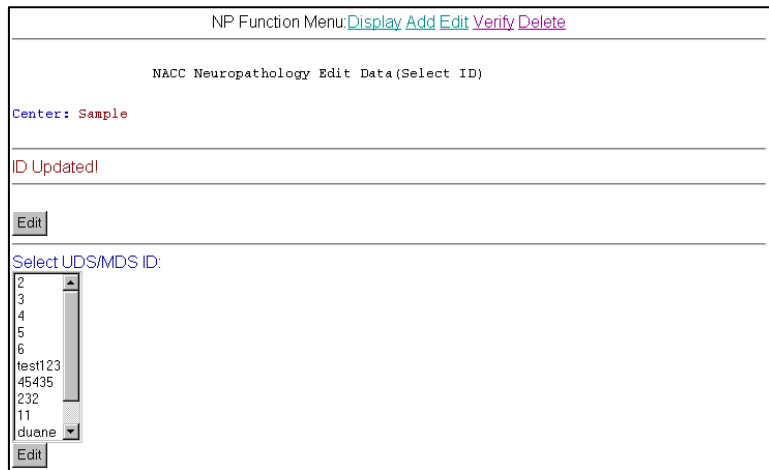 NP Function Menu:Display Add Edit Verify Delete
NACC Neuropathology Edit Data(Select ID)
Center: Sample
ID Updated!
Edit
Select UDS/MDS ID:
2
3
4
5
6
test123
45435
232
11
duane
Edit